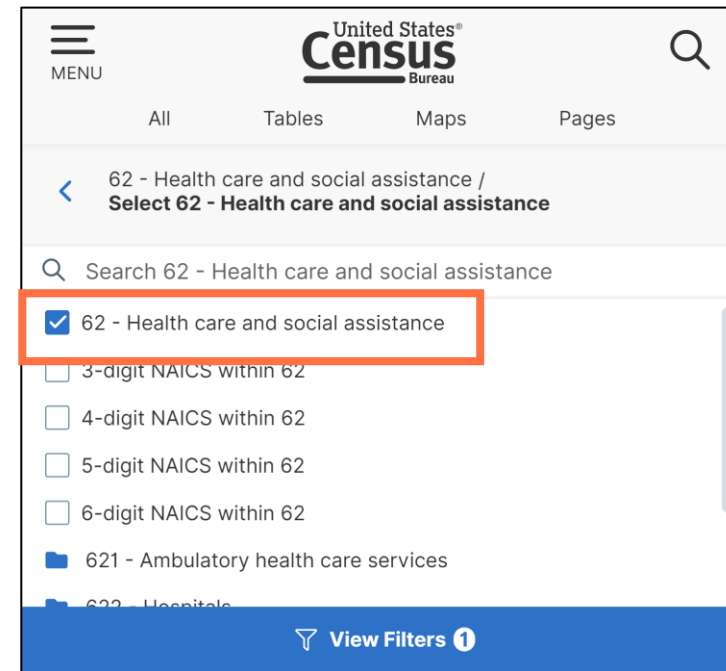 United States®
Census
Bureau
MENU
All Tables Maps Pages
62 - Health care and social assistance /
Select 62 - Health care and social assistance
Search 62 - Health care and social assistance
62 - Health care and social assistance
3-digit NAICS within 62
4-digit NAICS within 62
5-digit NAICS within 62
6-digit NAICS within 62
621 - Ambulatory health care services
622 - Hospitals
View Filters 1